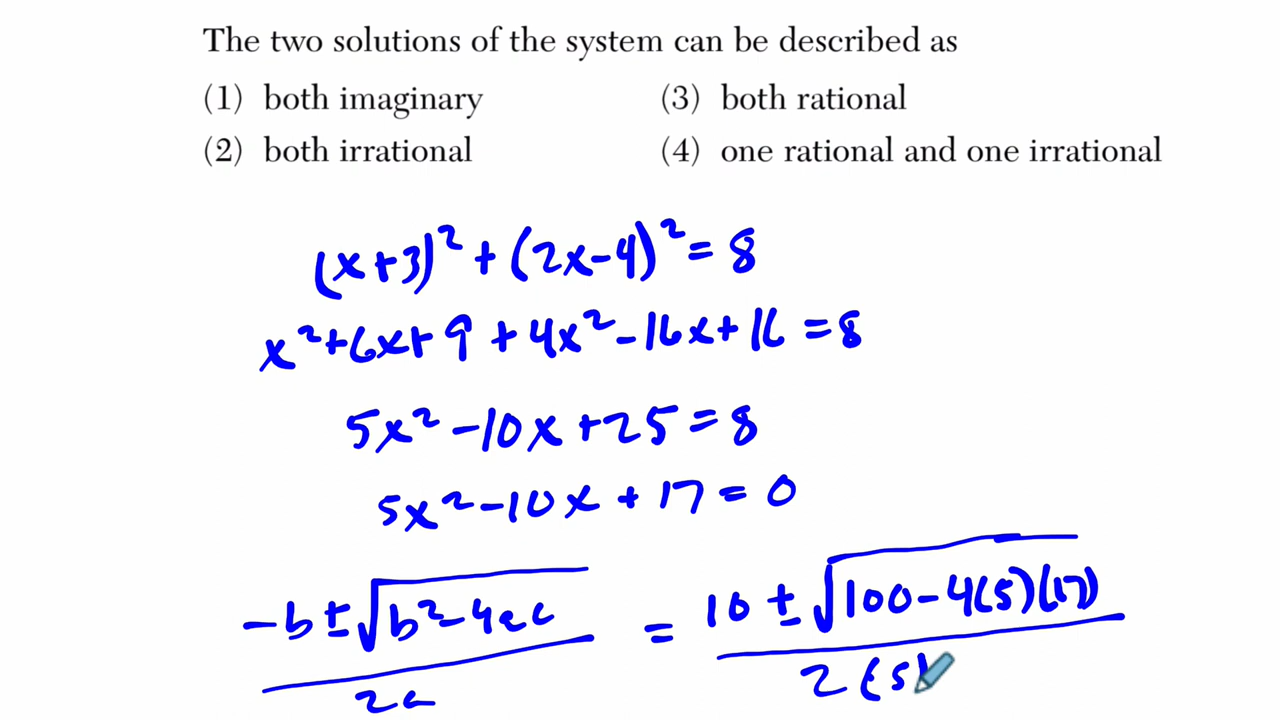 The two solutions of the system can be described as
(1) both imaginary (3) both rational
(2) both irrational (4) one rational and one irrational
(x+3)² + (2x-4)² = 8
x²+6x+9 + 4x² -16x+16 = 8
5x² -10x +25 = 8
5x² -10x + 17 = 0
-b ± √(b²-4ac) / 2a = 10 ± √(100-4(5)(17)) / 2(5)